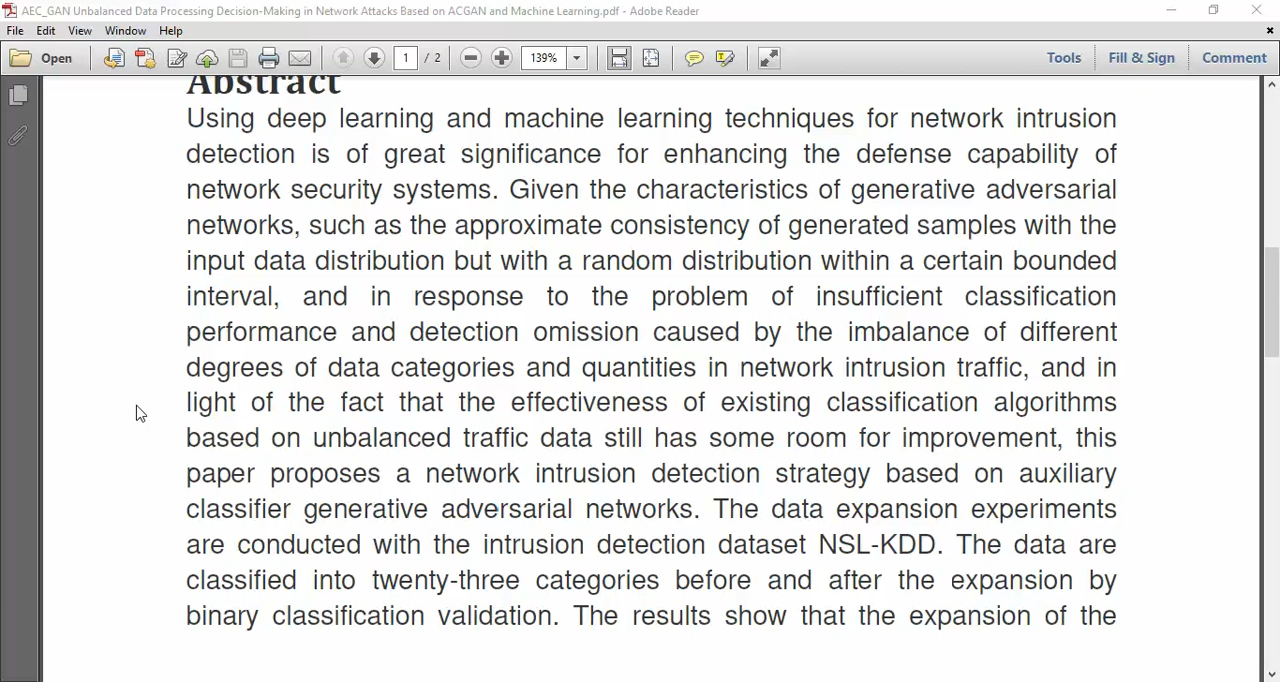 AEC_GAN Unbalanced Data Processing Decision-Making in Network Attacks Based on ACGAN and Machine Learning.pdf - Adobe Reader
File Edit View Window Help
Open 1 / 2 139% Tools Fill & Sign Comment
Abstract
Using deep learning and machine learning techniques for network intrusion
detection is of great significance for enhancing the defense capability of
network security systems. Given the characteristics of generative adversarial
networks, such as the approximate consistency of generated samples with the
input data distribution but with a random distribution within a certain bounded
interval, and in response to the problem of insufficient classification
performance and detection omission caused by the imbalance of different
degrees of data categories and quantities in network intrusion traffic, and in
light of the fact that the effectiveness of existing classification algorithms
based on unbalanced traffic data still has some room for improvement, this
paper proposes a network intrusion detection strategy based on auxiliary
classifier generative adversarial networks. The data expansion experiments
are conducted with the intrusion detection dataset NSL-KDD. The data are
classified into twenty-three categories before and after the expansion by
binary classification validation. The results show that the expansion of the